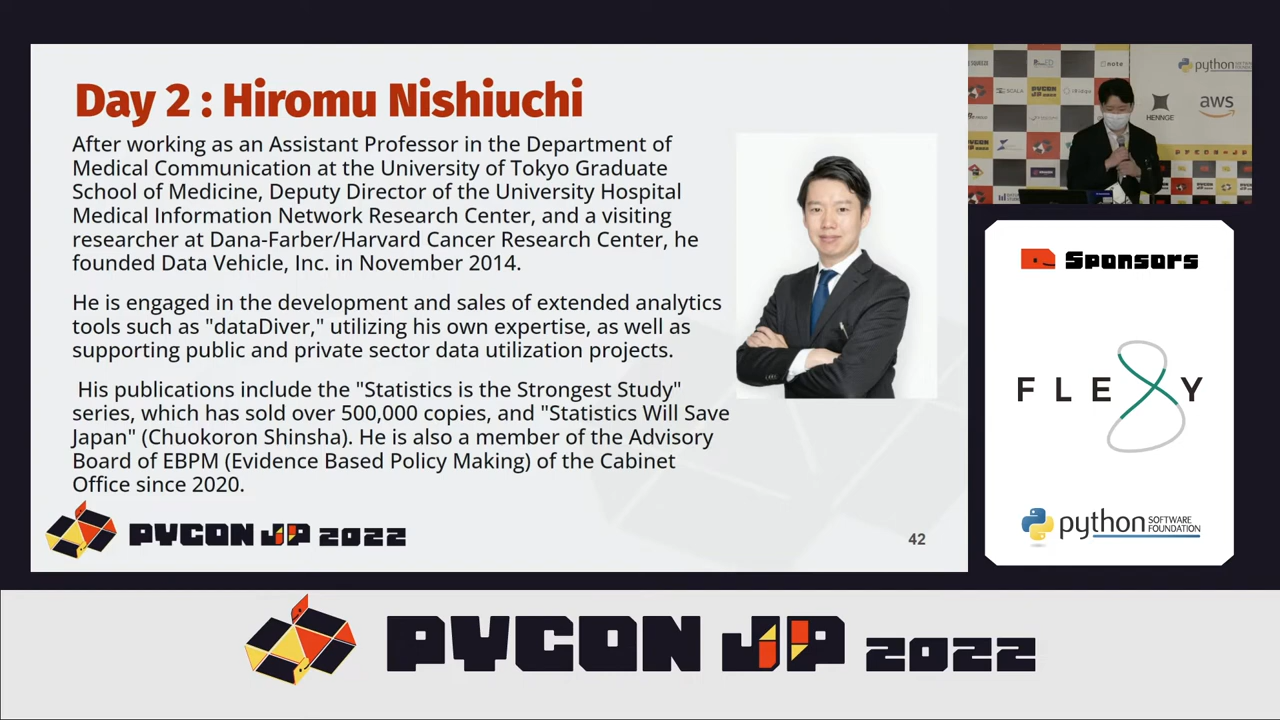 Day 2 : Hiromu Nishiuchi
After working as an Assistant Professor in the Department of
Medical Communication at the University of Tokyo Graduate
School of Medicine, Deputy Director of the University Hospital
Medical Information Network Research Center, and a visiting
researcher at Dana-Farber/Harvard Cancer Research Center, he
founded Data Vehicle, Inc. in November 2014.
He is engaged in the development and sales of extended analytics
tools such as "dataDiver," utilizing his own expertise, as well as
supporting public and private sector data utilization projects.
His publications include the "Statistics is the Strongest Study"
series, which has sold over 500,000 copies, and "Statistics Will Save
Japan" (Chuokoron Shinsha). He is also a member of the Advisory
Board of EBPM (Evidence Based Policy Making) of the Cabinet
Office since 2020.
PYCON JP 2022
42
note
python
SCALA
PYCON JP 2022
HENNGE
aws
Sponsors
FLEXY
python SOFTWARE
FOUNDATION
PYCON JP 2022